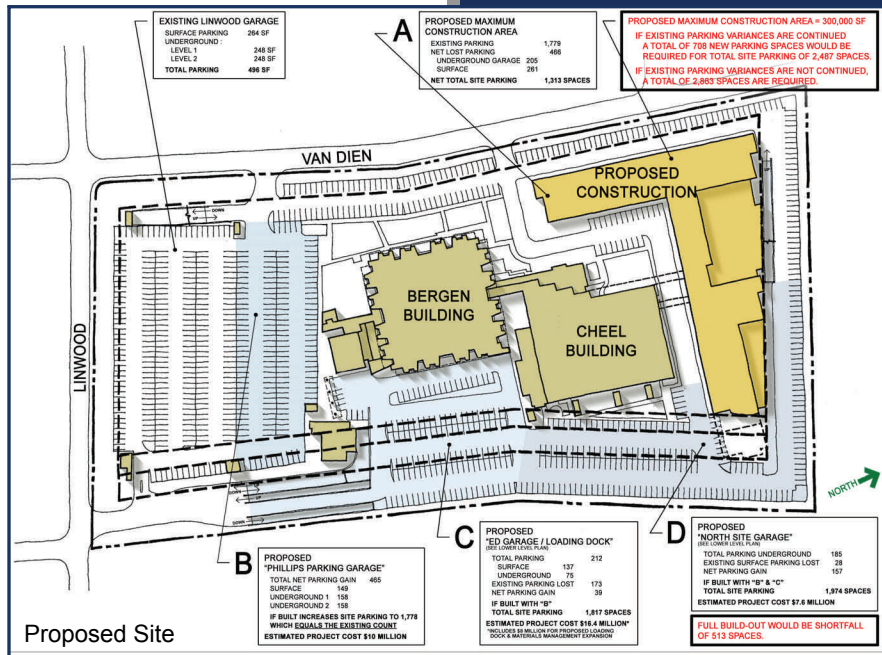 EXISTING LINWOOD GARAGE
SURFACE PARKING 264 SF
UNDERGROUND :
LEVEL 1 248 SF
LEVEL 2 248 SF
TOTAL PARKING 496 SF
A
PROPOSED MAXIMUM
CONSTRUCTION AREA
EXISTING PARKING 1,779
NET LOST PARKING 466
UNDERGROUND GARAGE 205
SURFACE 261
NET TOTAL SITE PARKING 1,313 SPACES
PROPOSED MAXIMUM CONSTRUCTION AREA = 300,000 SF
IF EXISTING PARKING VARIANCES ARE CONTINUED
A TOTAL OF 708 NEW PARKING SPACES WOULD BE
REQUIRED FOR TOTAL SITE PARKING OF 2,487 SPACES.
IF EXISTING PARKING VARIANCES ARE NOT CONTINUED,
A TOTAL OF 2,863 SPACES ARE REQUIRED.
VAN DIEN
PROPOSED
CONSTRUCTION
DOWN
UP
BERGEN
BUILDING
CHEEL
BUILDING
LINWOOD
NORTH
DOWN
UP
DOWN
DOWN
B
PROPOSED
"PHILLIPS PARKING GARAGE"
TOTAL NET PARKING GAIN 465
SURFACE 149
UNDERGROUND 1 158
UNDERGROUND 2 158
IF BUILT INCREASES SITE PARKING TO 1,778
WHICH EQUALS THE EXISTING COUNT
ESTIMATED PROJECT COST $10 MILLION
C
PROPOSED
"ED GARAGE / LOADING DOCK"
(SEE LOWER LEVEL PLAN)
TOTAL PARKING 212
SURFACE 137
UNDERGROUND 75
EXISTING PARKING LOST 173
NET PARKING GAIN 39
IF BUILT WITH "B"
TOTAL SITE PARKING 1,817 SPACES
ESTIMATED PROJECT COST $16.4 MILLION*
*INCLUDES $8 MILLION FOR PROPOSED LOADING
DOCK & MATERIALS MANAGEMENT EXPANSION
D
PROPOSED
"NORTH SITE GARAGE"
(SEE LOWER LEVEL PLAN)
TOTAL PARKING UNDERGROUND 185
EXISTING SURFACE PARKING LOST 28
NET PARKING GAIN 157
IF BUILT WITH "B" & "C"
TOTAL SITE PARKING 1,974 SPACES
ESTIMATED PROJECT COST $7.6 MILLION
FULL BUILD-OUT WOULD BE SHORTFALL
OF 513 SPACES.
Proposed Site